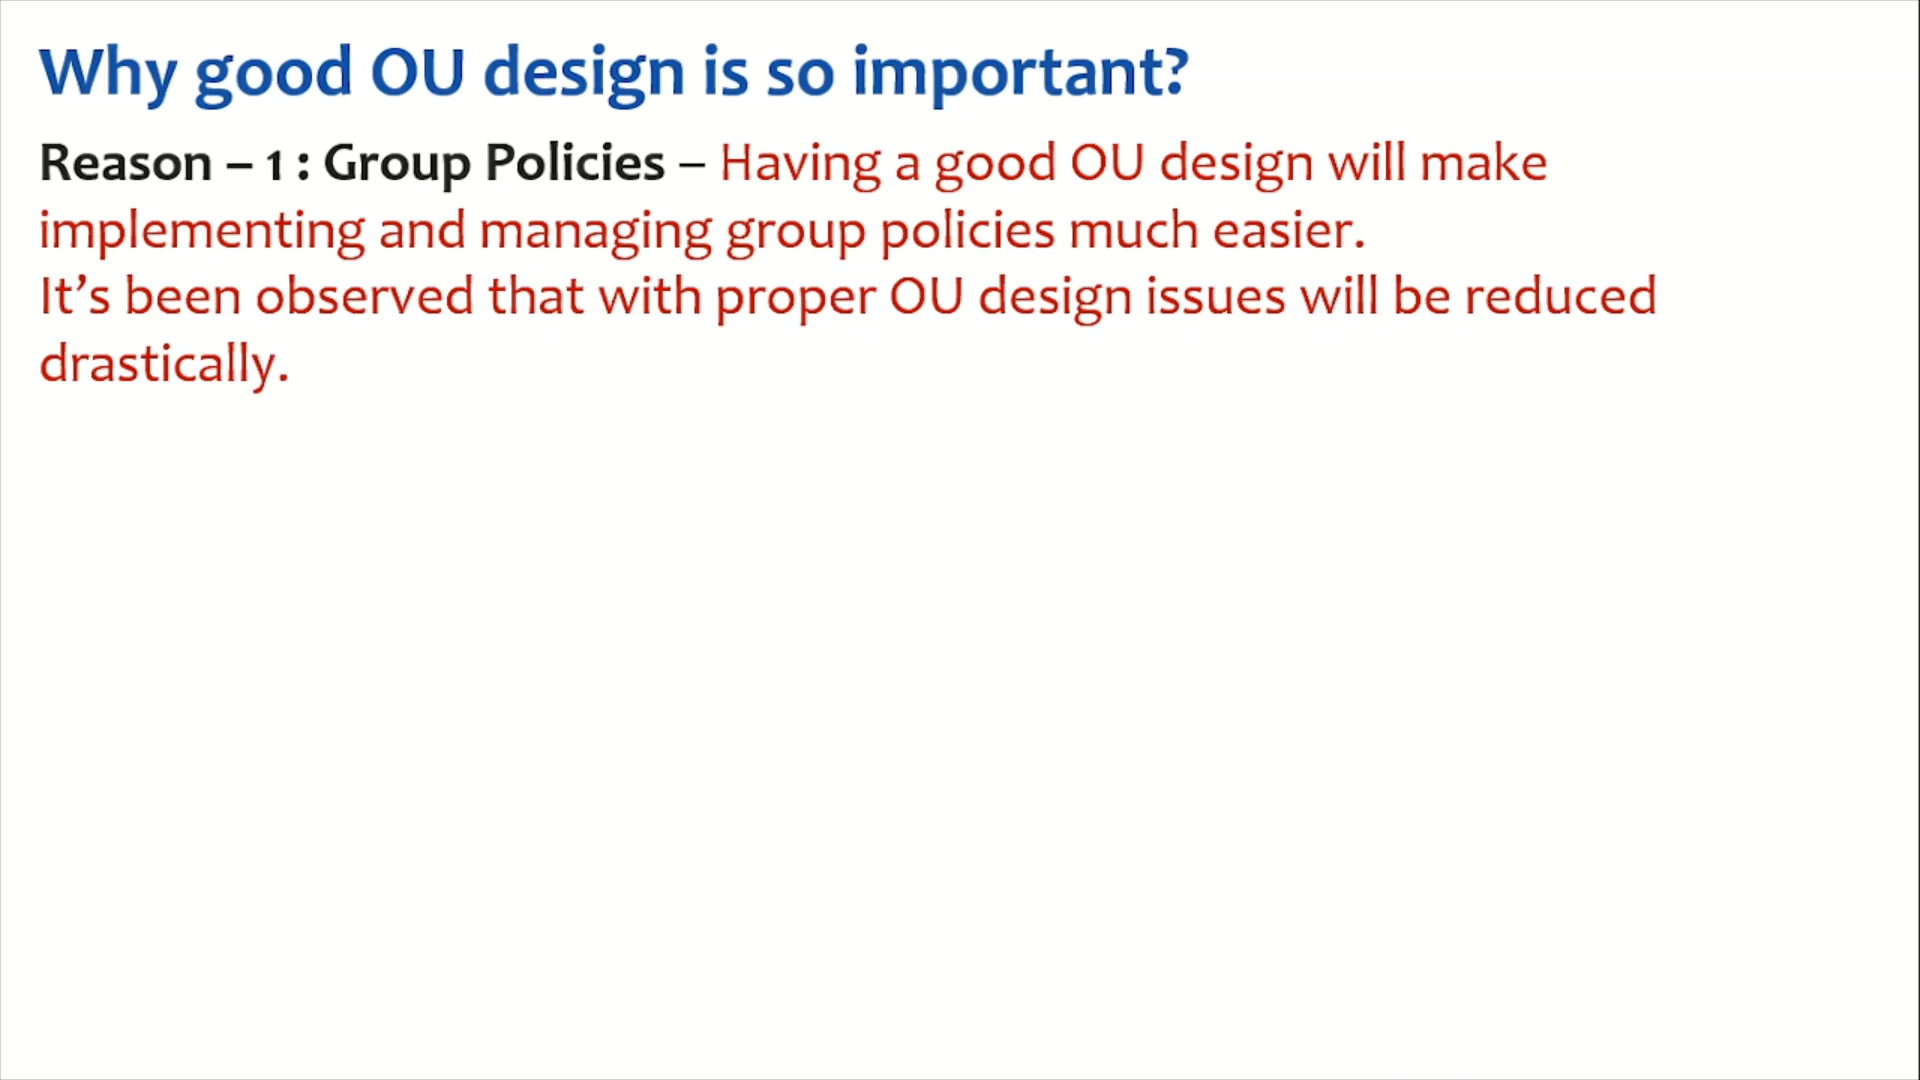 Why good OU design is so important?
Reason – 1 : Group Policies – Having a good OU design will make
implementing and managing group policies much easier.
It’s been observed that with proper OU design issues will be reduced
drastically.